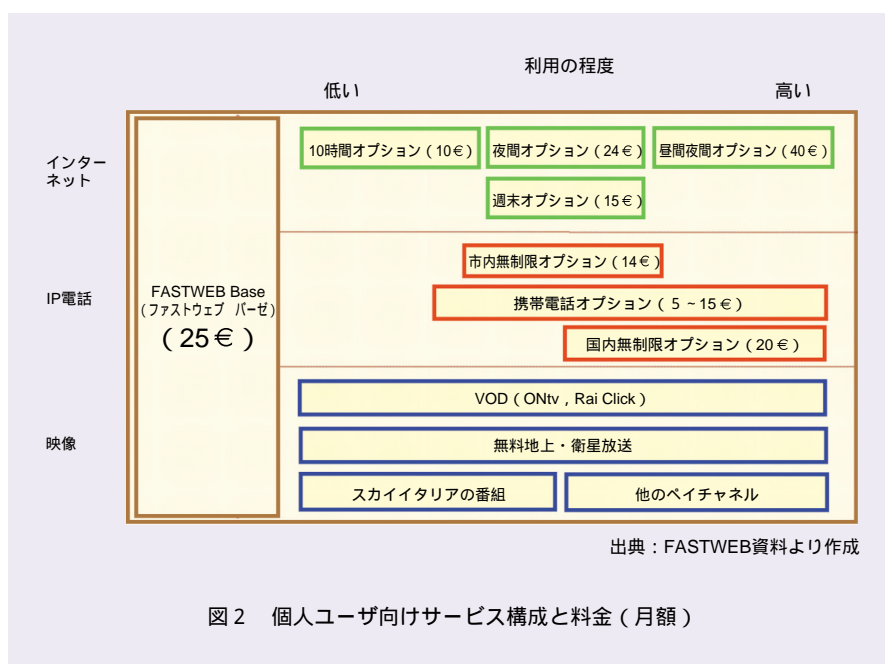 利用の程度
低い 高い
インター
ネット
10時間オプション（10€） 夜間オプション（24€） 昼間夜間オプション（40€）
週末オプション（15€）
市内無制限オプション（14€）
IP電話
携帯電話オプション（５~15€）
国内無制限オプション（20€）
FASTWEB Base
(ファストウェブ バーゼ)
（25€）
VOD（ONtv，Rai Click）
映像
無料地上・衛星放送
スカイイタリアの番組 他のペイチャネル
出典：FASTWEB資料より作成
図２ 個人ユーザ向けサービス構成と料金（月額）